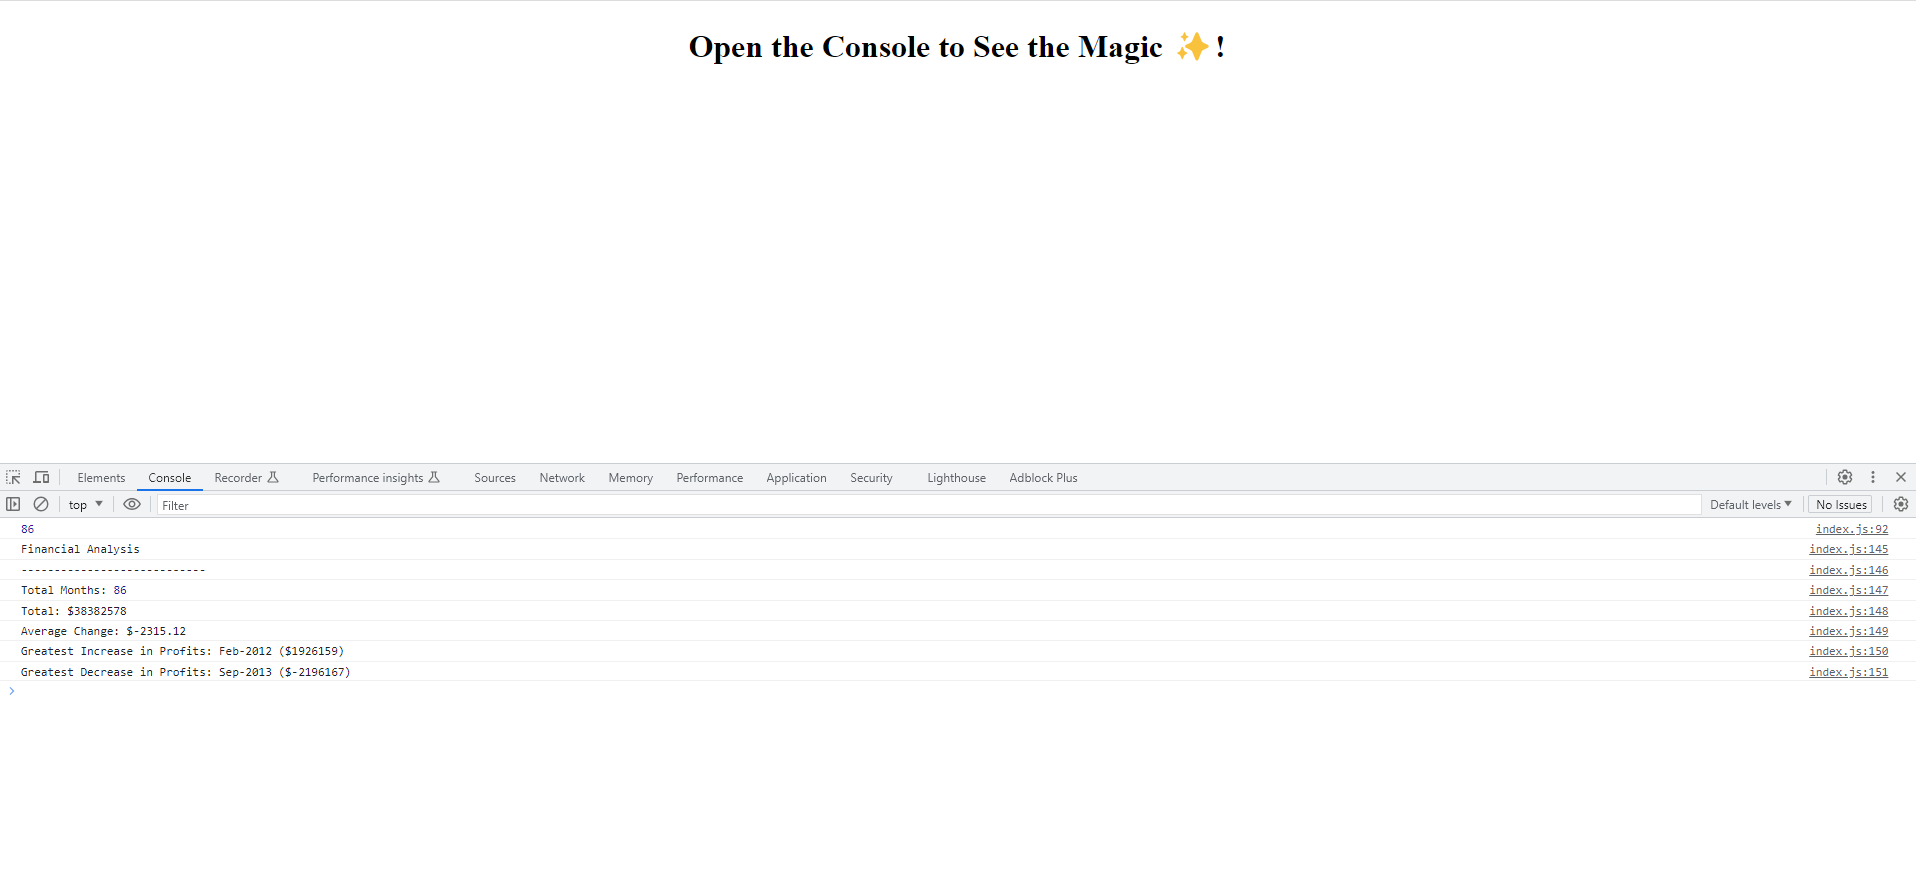 Open the Console to See the Magic ✨!
Elements Console Recorder Performance insights Sources Network Memory Performance Application Security Lighthouse Adblock Plus
top Filter Default levels No Issues
86 index.js:92
Financial Analysis index.js:145
---------------------------- index.js:146
Total Months: 86 index.js:147
Total: $38382578 index.js:148
Average Change: $-2315.12 index.js:149
Greatest Increase in Profits: Feb-2012 ($1926159) index.js:150
Greatest Decrease in Profits: Sep-2013 ($-2196167) index.js:151